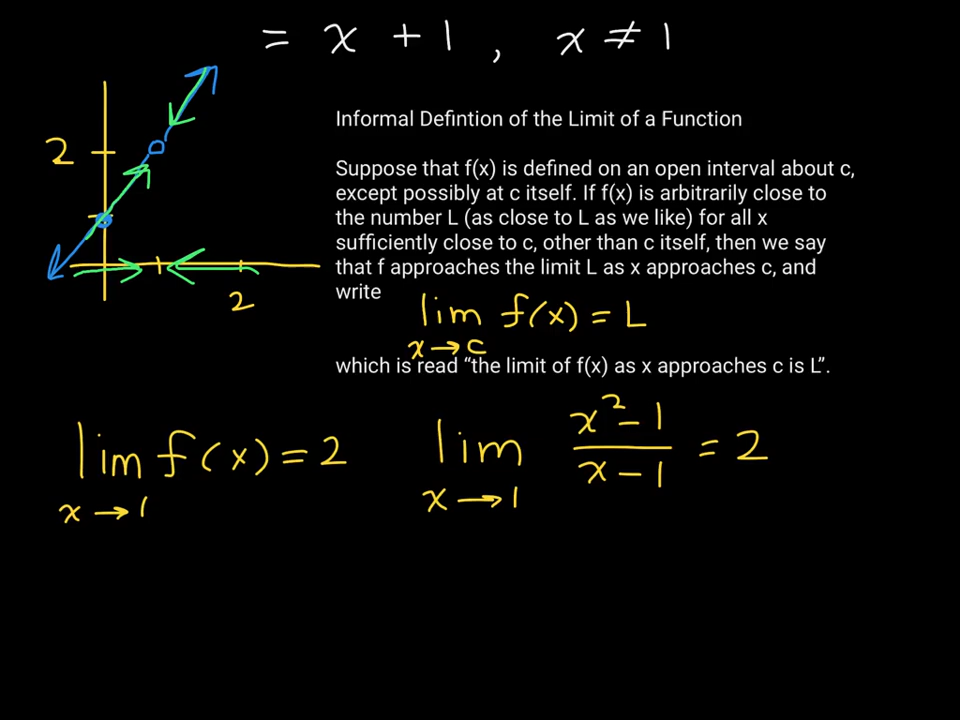 = x + 1 , x ≠ 1
2
2
Informal Defintion of the Limit of a Function
Suppose that f(x) is defined on an open interval about c,
except possibly at c itself. If f(x) is arbitrarily close to
the number L (as close to L as we like) for all x
sufficiently close to c, other than c itself, then we say
that f approaches the limit L as x approaches c, and
write
lim f(x) = L
x → c
which is read “the limit of f(x) as x approaches c is L”.
lim f(x) = 2
x → 1
lim x² - 1 / x - 1 = 2
x → 1